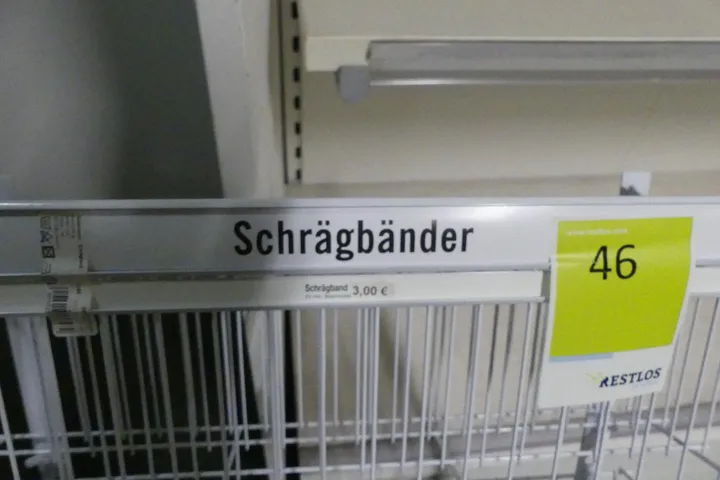 Schrägbänder
Schrägband 3,00 €
46
RESTLOS